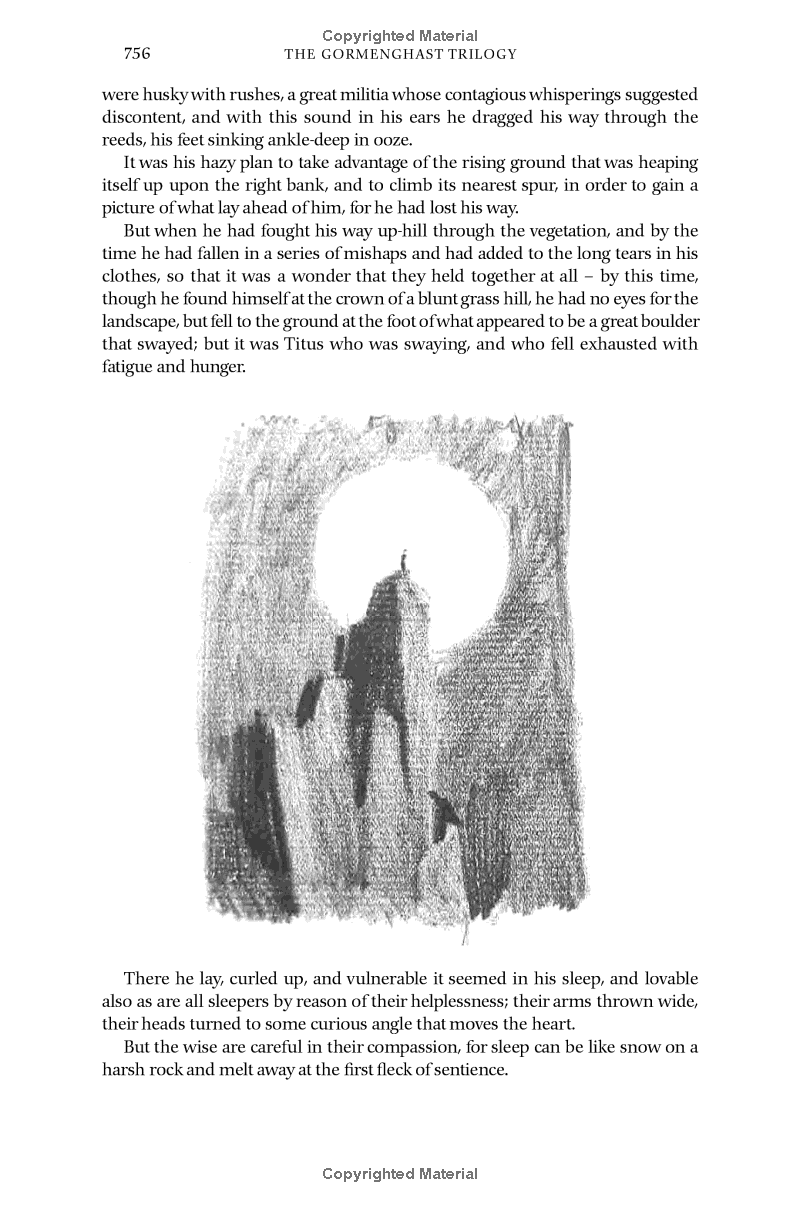 Copyrighted Material
756 THE GORMENGHAST TRILOGY
were husky with rushes, a great militia whose contagious whisperings suggested
discontent, and with this sound in his ears he dragged his way through the
reeds, his feet sinking ankle-deep in ooze.
It was his hazy plan to take advantage of the rising ground that was heaping
itself up upon the right bank, and to climb its nearest spur, in order to gain a
picture of what lay ahead of him, for he had lost his way.
But when he had fought his way up-hill through the vegetation, and by the
time he had fallen in a series of mishaps and had added to the long tears in his
clothes, so that it was a wonder that they held together at all – by this time,
though he found himself at the crown of a blunt grass hill, he had no eyes for the
landscape, but fell to the ground at the foot of what appeared to be a great boulder
that swayed; but it was Titus who was swaying, and who fell exhausted with
fatigue and hunger.
There he lay, curled up, and vulnerable it seemed in his sleep, and lovable
also as are all sleepers by reason of their helplessness; their arms thrown wide,
their heads turned to some curious angle that moves the heart.
But the wise are careful in their compassion, for sleep can be like snow on a
harsh rock and melt away at the first fleck of sentience.
Copyrighted Material